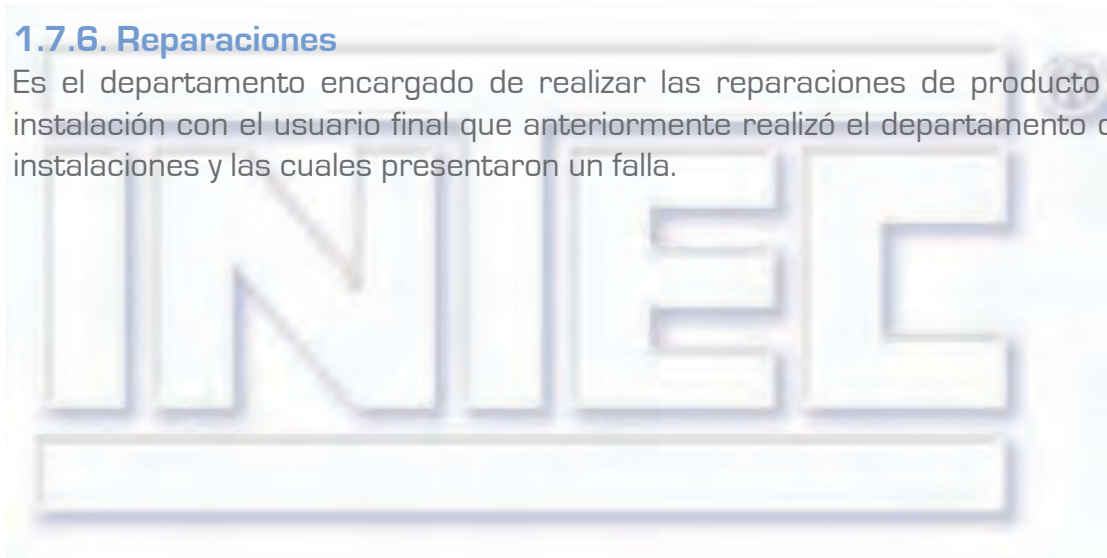 1.7.6. Reparaciones
Es el departamento encargado de realizar las reparaciones de producto
instalación con el usuario final que anteriormente realizó el departamento
instalaciones y las cuales presentaron un falla.
INIEC ®